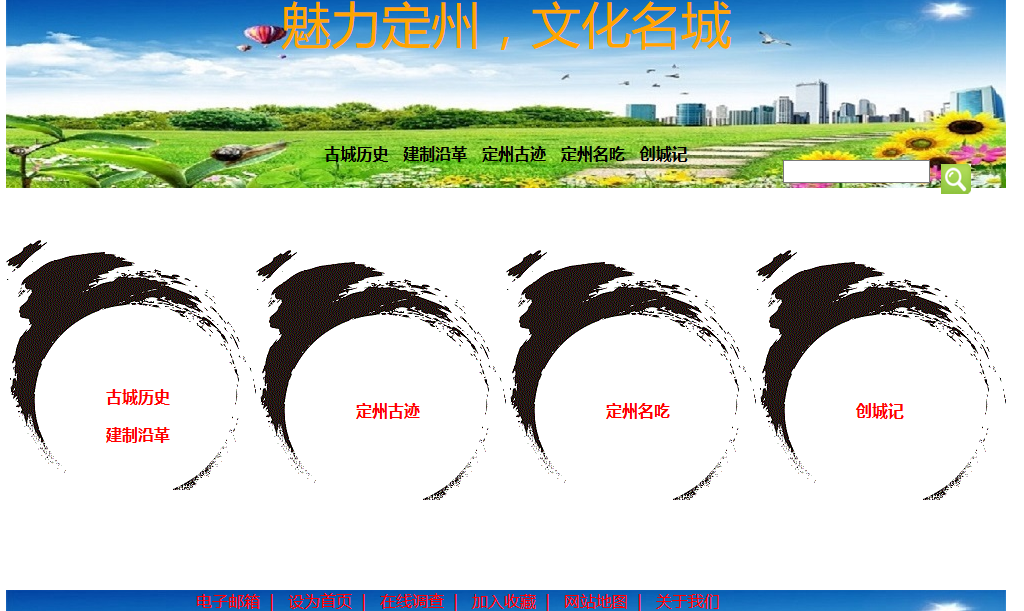 魅力定州，文化名城
古城历史 建制沿革 定州古迹 定州名吃 创城记
古城历史
建制沿革
定州古迹
定州名吃
创城记
电子邮箱 | 设为首页 | 在线调查 | 加入收藏 | 网站地图 | 关于我们